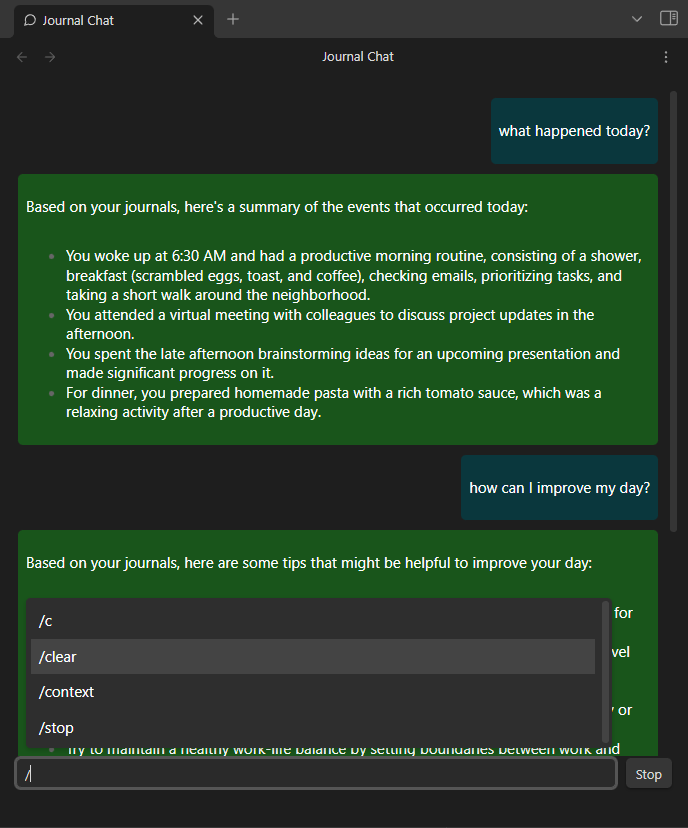 Journal Chat
Journal Chat
what happened today?
Based on your journals, here's a summary of the events that occurred today:
You woke up at 6:30 AM and had a productive morning routine, consisting of a shower,
breakfast (scrambled eggs, toast, and coffee), checking emails, prioritizing tasks, and
taking a short walk around the neighborhood.
You attended a virtual meeting with colleagues to discuss project updates in the
afternoon.
You spent the late afternoon brainstorming ideas for an upcoming presentation and
made significant progress on it.
For dinner, you prepared homemade pasta with a rich tomato sauce, which was a
relaxing activity after a productive day.
how can I improve my day?
Based on your journals, here are some tips that might be helpful to improve your day:
for
/c
/clear
/context
or
/stop
Try to maintain a healthy work-life balance by setting boundaries between work and
/
Stop